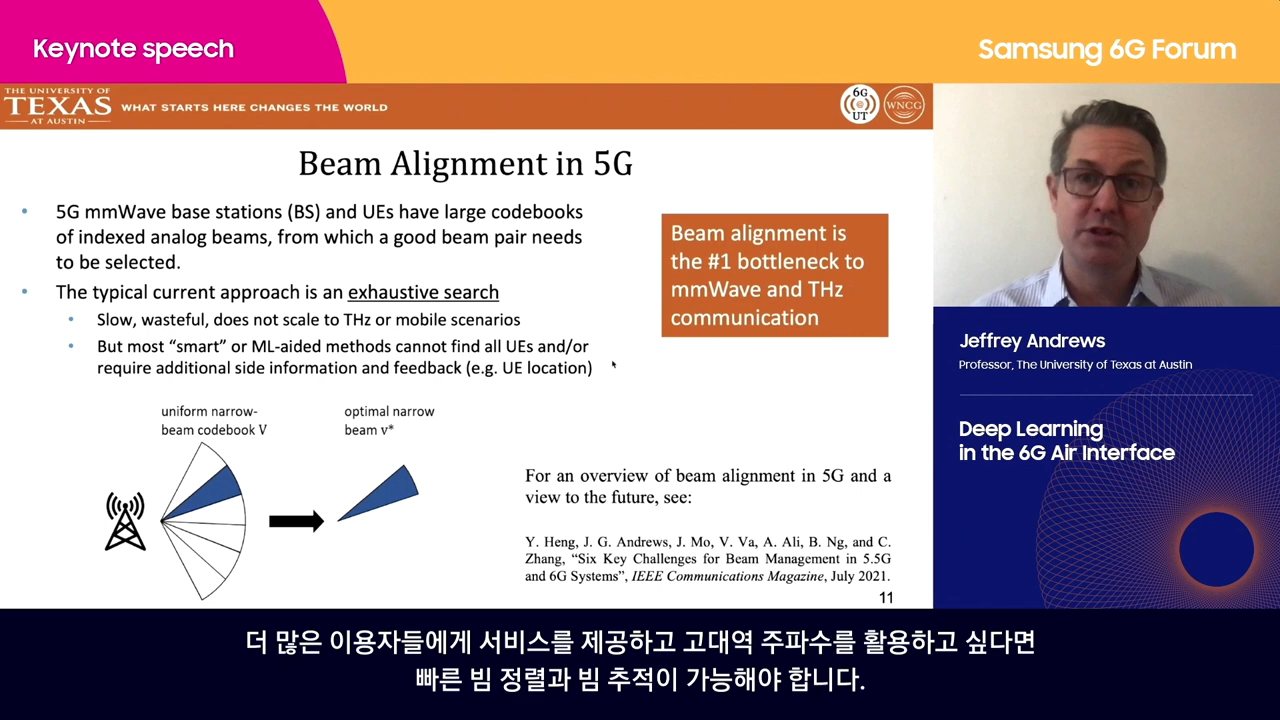 Keynote speech
Samsung 6G Forum
THE UNIVERSITY OF
TEXAS
AT AUSTIN
WHAT STARTS HERE CHANGES THE WORLD
6G
@
UT
WNCG
Beam Alignment in 5G
• 5G mmWave base stations (BS) and UEs have large codebooks
of indexed analog beams, from which a good beam pair needs
to be selected.
• The typical current approach is an exhaustive search
• Slow, wasteful, does not scale to THz or mobile scenarios
• But most “smart” or ML-aided methods cannot find all UEs and/or
require additional side information and feedback (e.g. UE location)
Beam alignment is
the #1 bottleneck to
mmWave and THz
communication
uniform narrow-
beam codebook V
optimal narrow
beam v*
For an overview of beam alignment in 5G and a
view to the future, see:
Y. Heng, J. G. Andrews, J. Mo, V. Va, A. Ali, B. Ng, and C.
Zhang, “Six Key Challenges for Beam Management in 5.5G
and 6G Systems”, IEEE Communications Magazine, July 2021.
11
Jeffrey Andrews
Professor, The University of Texas at Austin
Deep Learning
in the 6G Air Interface
더 많은 이용자들에게 서비스를 제공하고 고대역 주파수를 활용하고 싶다면
빠른 빔 정렬과 빔 추적이 가능해야 합니다.